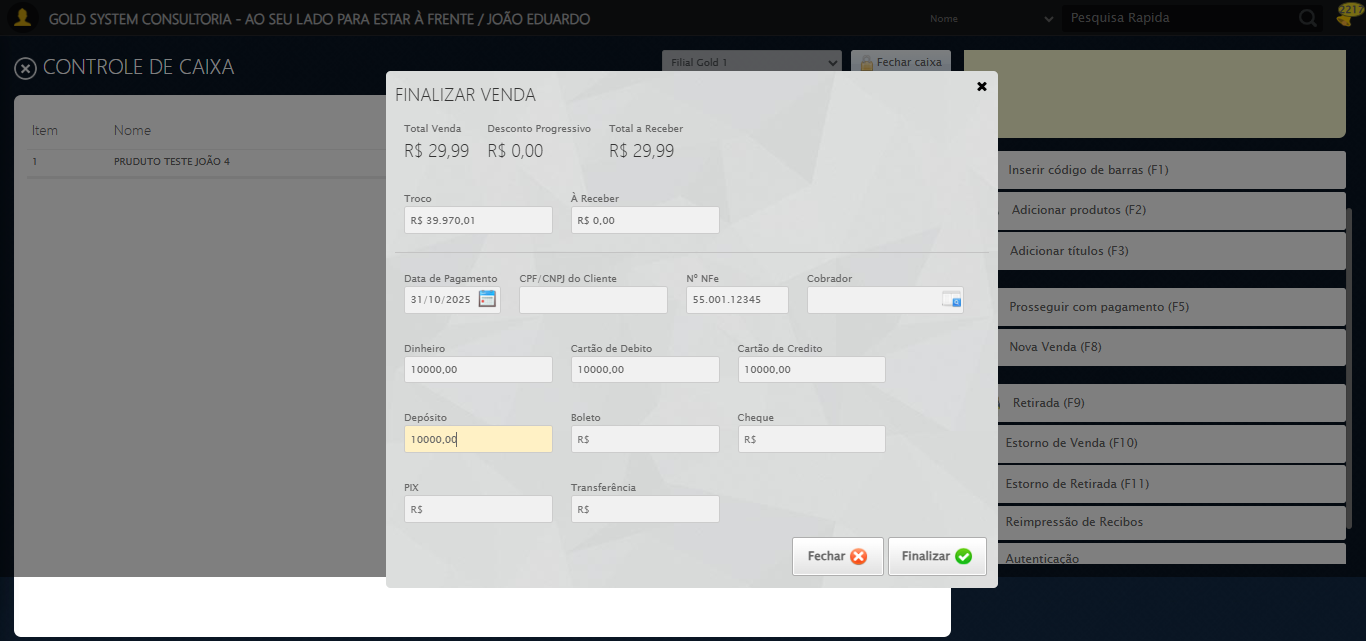 GOLD SYSTEM CONSULTORIA - AO SEU LADO PARA ESTAR À FRENTE / JOÃO EDUARDO
Nome
Pesquisa Rapida
2217
CONTROLE DE CAIXA
Filial Gold 1
Fechar caixa
Item Nome
1 PRUDUTO TESTE JOÃO 4
FINALIZAR VENDA
Total Venda Desconto Progressivo Total a Receber
R$ 29,99 R$ 0,00 R$ 29,99
Troco À Receber
R$ 39.970,01 R$ 0,00
Data de Pagamento CPF/CNPJ do Cliente Nº NFe Cobrador
31/10/2025 55.001.12345
Dinheiro Cartão de Debito Cartão de Credito
10000,00 10000,00 10000,00
Depósito Boleto Cheque
10000,00 R$ R$
PIX Transferência
R$ R$
Fechar Finalizar
Inserir código de barras (F1)
Adicionar produtos (F2)
Adicionar títulos (F3)
Prosseguir com pagamento (F5)
Nova Venda (F8)
Retirada (F9)
Estorno de Venda (F10)
Estorno de Retirada (F11)
Reimpressão de Recibos
Autenticação